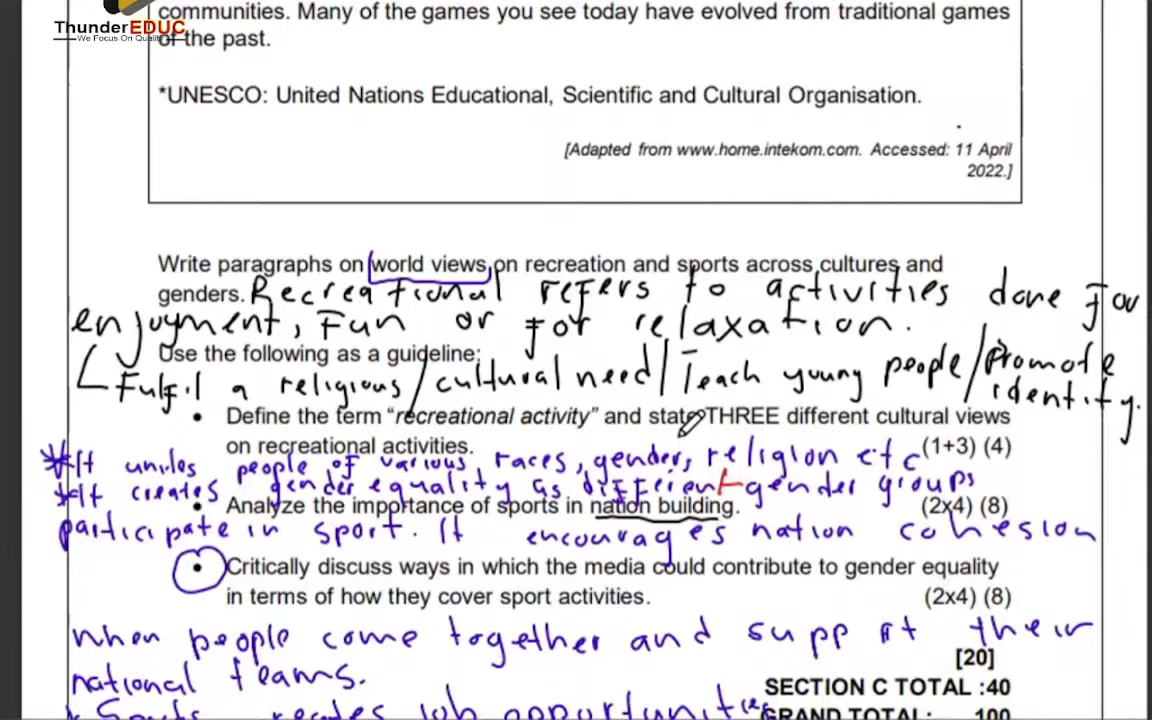 communities. Many of the games you see today have evolved from traditional games
ThunderEDUC
We Focus On Quality
of the past.
*UNESCO: United Nations Educational, Scientific and Cultural Organisation.
[Adapted from www.home.intekom.com. Accessed: 11 April
2022.]
Write paragraphs on world views on recreation and sports across cultures and
genders. Recreational refers to activities done for
enjoyment, Fun or for relaxation.
Use the following as a guideline:
Fulfil a religious/cultural need/Teach young people/Promote
identity.
• Define the term "recreational activity" and state THREE different cultural views
on recreational activities. (1+3) (4)
*It unites people of various races, gender, religion etc
*It creates gender equality as different gender groups
• Analyze the importance of sports in nation building. (2x4) (8)
participate in sport. It encourages nation cohesion
• Critically discuss ways in which the media could contribute to gender equality
in terms of how they cover sport activities. (2x4) (8)
when people come together and support their
[20]
national teams.
SECTION C TOTAL :40
Sports creates job opportunities
GRAND TOTAL: 100